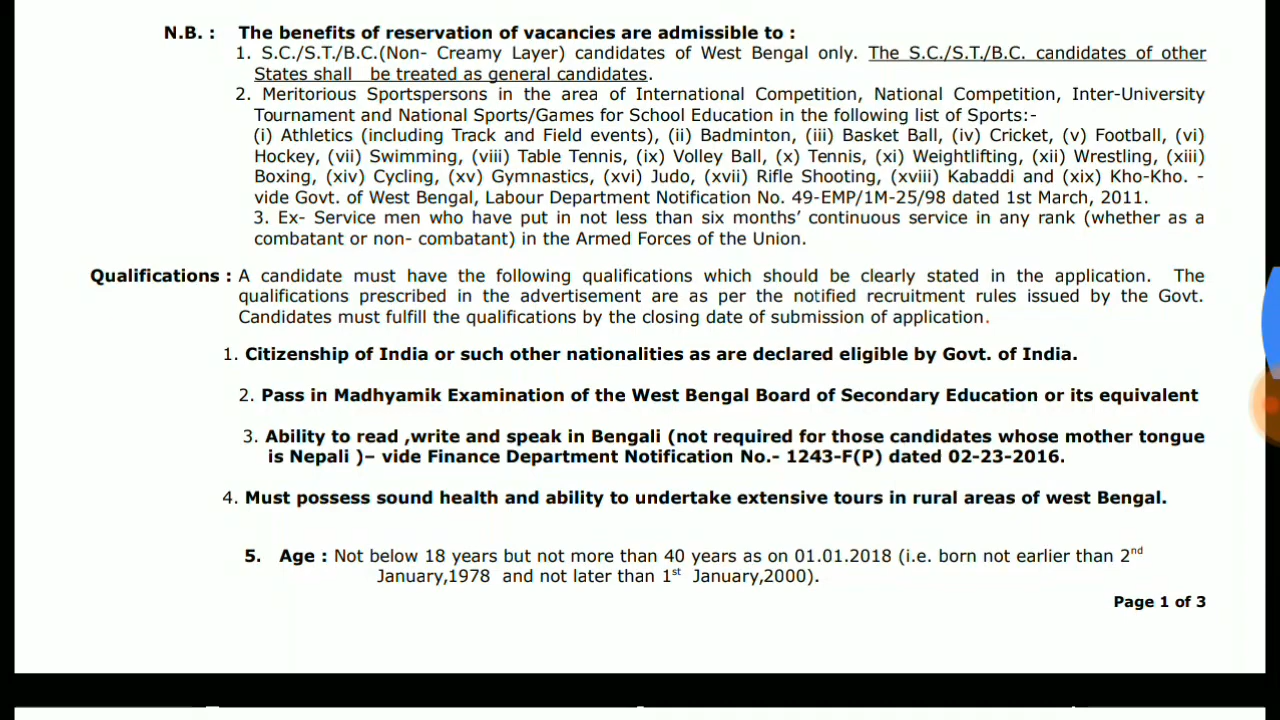 N.B. : The benefits of reservation of vacancies are admissible to :
1. S.C./S.T./B.C.(Non- Creamy Layer) candidates of West Bengal only. The S.C./S.T./B.C. candidates of other
States shall be treated as general candidates.
2. Meritorious Sportspersons in the area of International Competition, National Competition, Inter-University
Tournament and National Sports/Games for School Education in the following list of Sports:-
(i) Athletics (including Track and Field events), (ii) Badminton, (iii) Basket Ball, (iv) Cricket, (v) Football, (vi)
Hockey, (vii) Swimming, (viii) Table Tennis, (ix) Volley Ball, (x) Tennis, (xi) Weightlifting, (xii) Wrestling, (xiii)
Boxing, (xiv) Cycling, (xv) Gymnastics, (xvi) Judo, (xvii) Rifle Shooting, (xviii) Kabaddi and (xix) Kho-Kho. -
vide Govt. of West Bengal, Labour Department Notification No. 49-EMP/1M-25/98 dated 1st March, 2011.
3. Ex- Service men who have put in not less than six months' continuous service in any rank (whether as a
combatant or non- combatant) in the Armed Forces of the Union.
Qualifications : A candidate must have the following qualifications which should be clearly stated in the application. The
qualifications prescribed in the advertisement are as per the notified recruitment rules issued by the Govt.
Candidates must fulfill the qualifications by the closing date of submission of application.
1. Citizenship of India or such other nationalities as are declared eligible by Govt. of India.
2. Pass in Madhyamik Examination of the West Bengal Board of Secondary Education or its equivalent
3. Ability to read ,write and speak in Bengali (not required for those candidates whose mother tongue
is Nepali )– vide Finance Department Notification No.- 1243-F(P) dated 02-23-2016.
4. Must possess sound health and ability to undertake extensive tours in rural areas of west Bengal.
5. Age : Not below 18 years but not more than 40 years as on 01.01.2018 (i.e. born not earlier than 2nd
January,1978 and not later than 1st January,2000).
Page 1 of 3